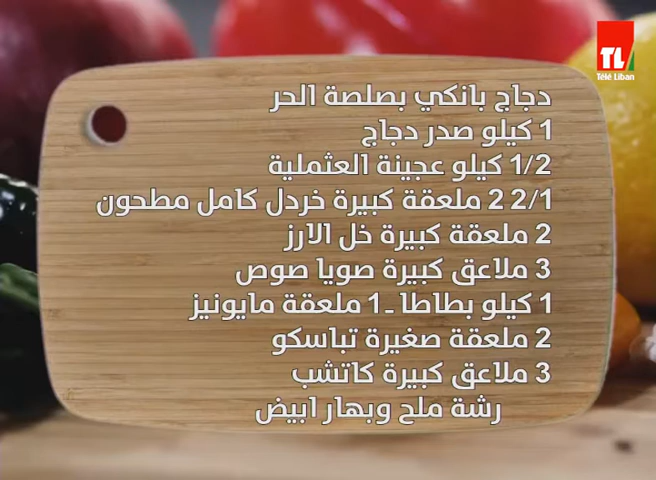 TL
Télé Liban
دجاج بانكي بصلصة الحر
1 كيلو صدر دجاج
1/2 كيلو عجينة العثملية
2/1 2 2 ملعقة كبيرة خردل كامل مطحون
2 ملعقة كبيرة خل الارز
3 ملاعق كبيرة صويا صوص
1 كيلو بطاطا - 1 ملعقة مايونيز
2 ملعقة صغيرة تباسكو
3 ملاعق كبيرة كاتشب
رشة ملح وبهار ابيض